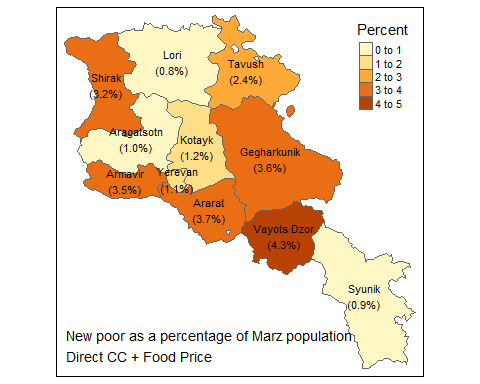 Percent
0 to 1
1 to 2
2 to 3
3 to 4
4 to 5
Lori
(0.8%)
Tavush
(2.4%)
Shirak
(3.2%)
Aragatsotn
(1.0%)
Kotayk
(1.2%)
Gegharkunik
(3.6%)
Armavir
(3.5%)
Yerevan
(1.1%)
Ararat
(3.7%)
Vayots Dzor
(4.3%)
Syunik
(0.9%)
New poor as a percentage of Marz population
Direct CC + Food Price